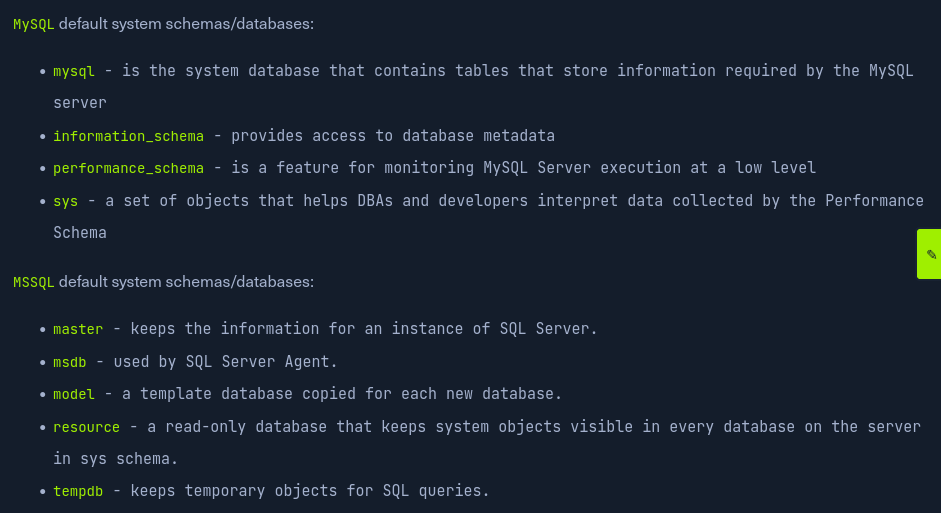 MySQL default system schemas/databases:
• mysql - is the system database that contains tables that store information required by the MySQL
server
• information_schema - provides access to database metadata
• performance_schema - is a feature for monitoring MySQL Server execution at a low level
• sys - a set of objects that helps DBAs and developers interpret data collected by the Performance
Schema
MSSQL default system schemas/databases:
• master - keeps the information for an instance of SQL Server.
• msdb - used by SQL Server Agent.
• model - a template database copied for each new database.
• resource - a read-only database that keeps system objects visible in every database on the server
in sys schema.
• tempdb - keeps temporary objects for SQL queries.